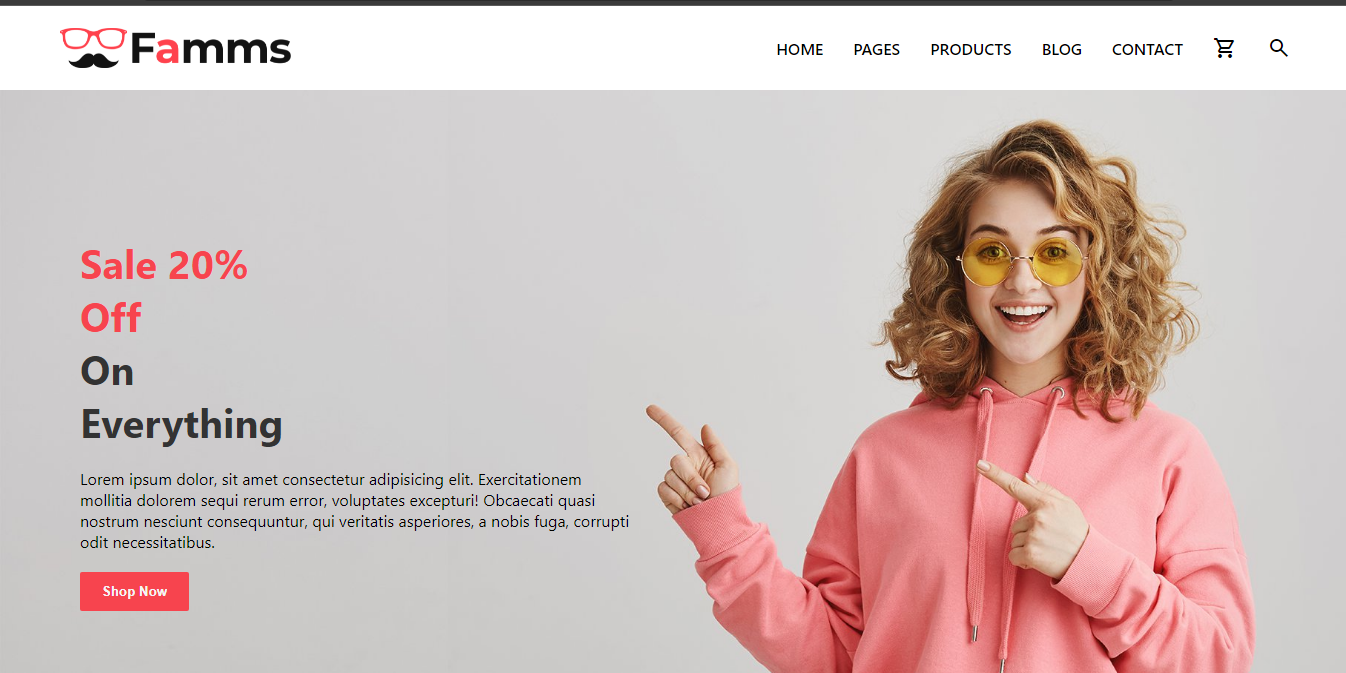 Famms
HOME PAGES PRODUCTS BLOG CONTACT
Sale 20%
Off
On
Everything
Lorem ipsum dolor, sit amet consectetur adipisicing elit. Exercitationem
mollitia dolorem sequi rerum error, voluptates excepturi! Obcaecati quasi
nostrum nesciunt consequuntur, qui veritatis asperiores, a nobis fuga, corrupti
odit necessitatibus.
Shop Now